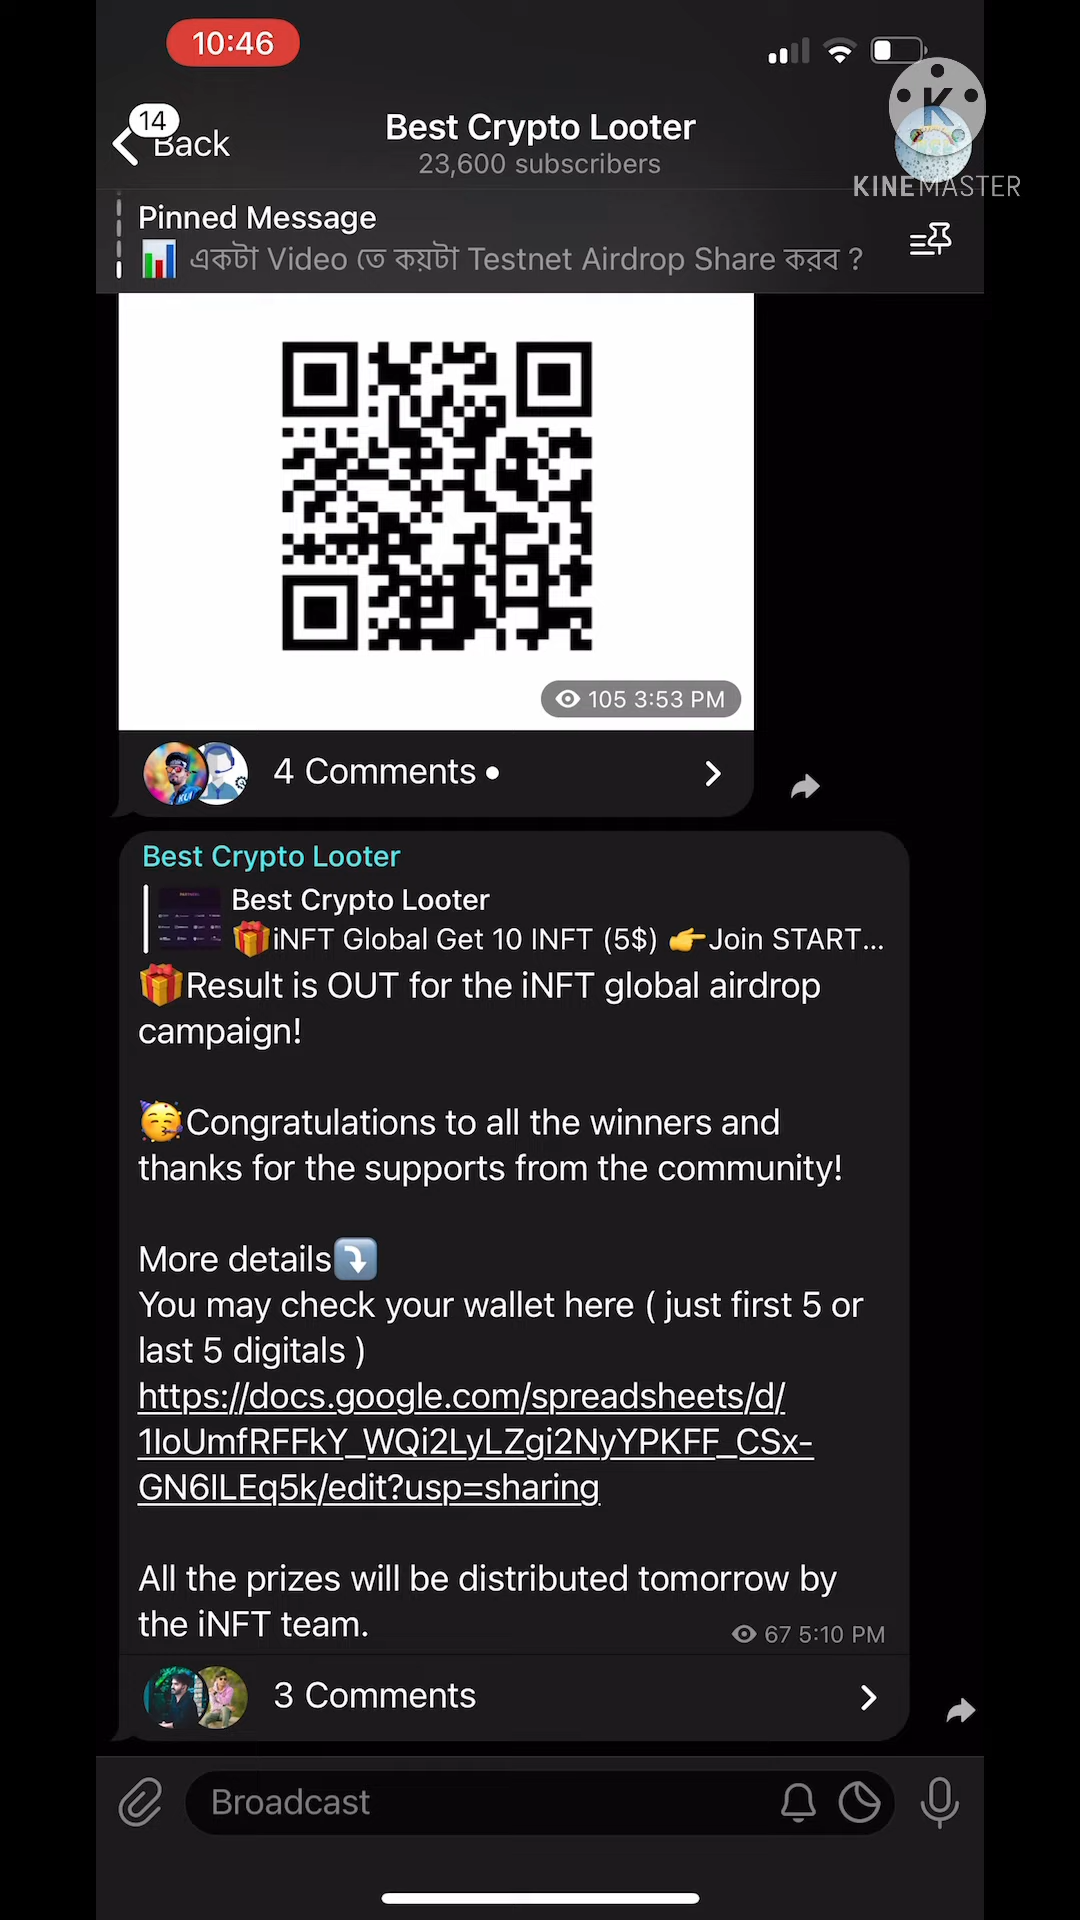 10:46
14
Back
Best Crypto Looter
23,600 subscribers
K
KINEMASTER
Pinned Message
📊 একটা Video তে কয়টা Testnet Airdrop Share করব ?
105 3:53 PM
4 Comments •
Best Crypto Looter
Best Crypto Looter
🎁iNFT Global Get 10 INFT (5$) 👉Join START...
🎁Result is OUT for the iNFT global airdrop
campaign!
🥳Congratulations to all the winners and
thanks for the supports from the community!
More details⤵️
You may check your wallet here ( just first 5 or
last 5 digitals )
https://docs.google.com/spreadsheets/d/
1loUmfRFFkY_WQi2LyLZgi2NyYPKFF_CSx-
GN6lLEq5k/edit?usp=sharing
All the prizes will be distributed tomorrow by
the iNFT team.
67 5:10 PM
3 Comments
Broadcast